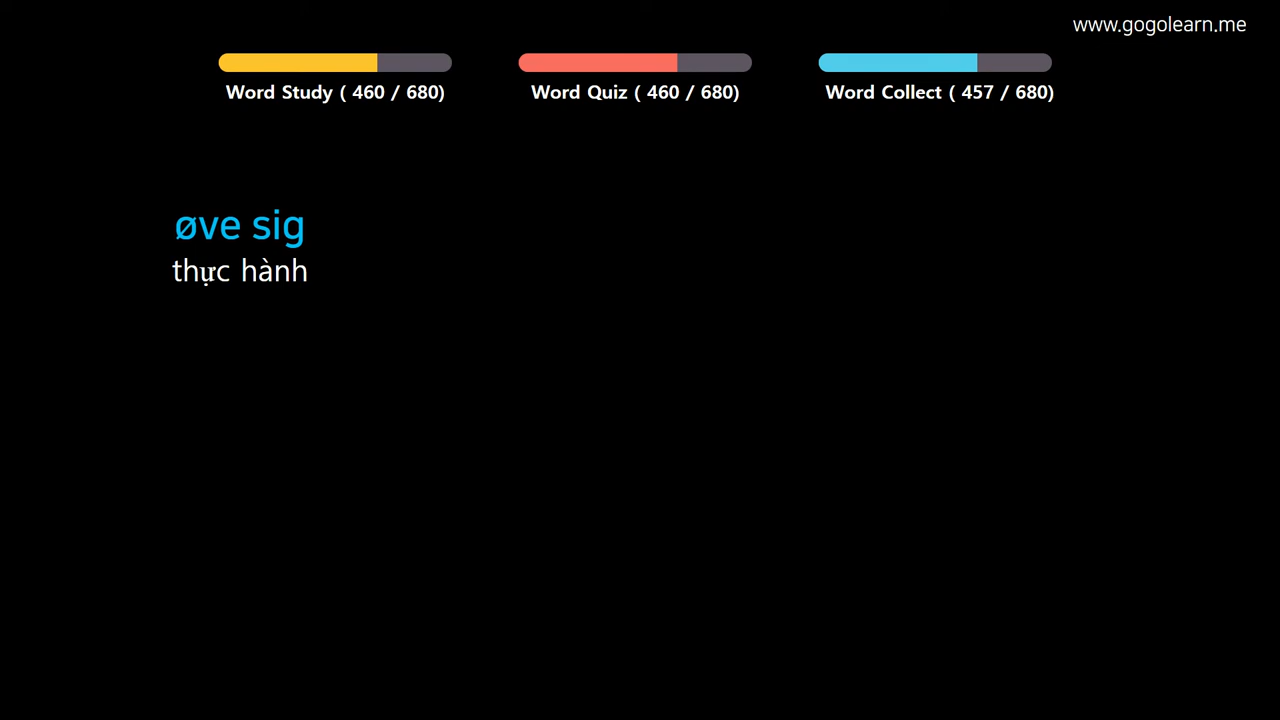 www.gogolearn.me
Word Study ( 460 / 680)
Word Quiz ( 460 / 680)
Word Collect ( 457 / 680)
øve sig
thực hành